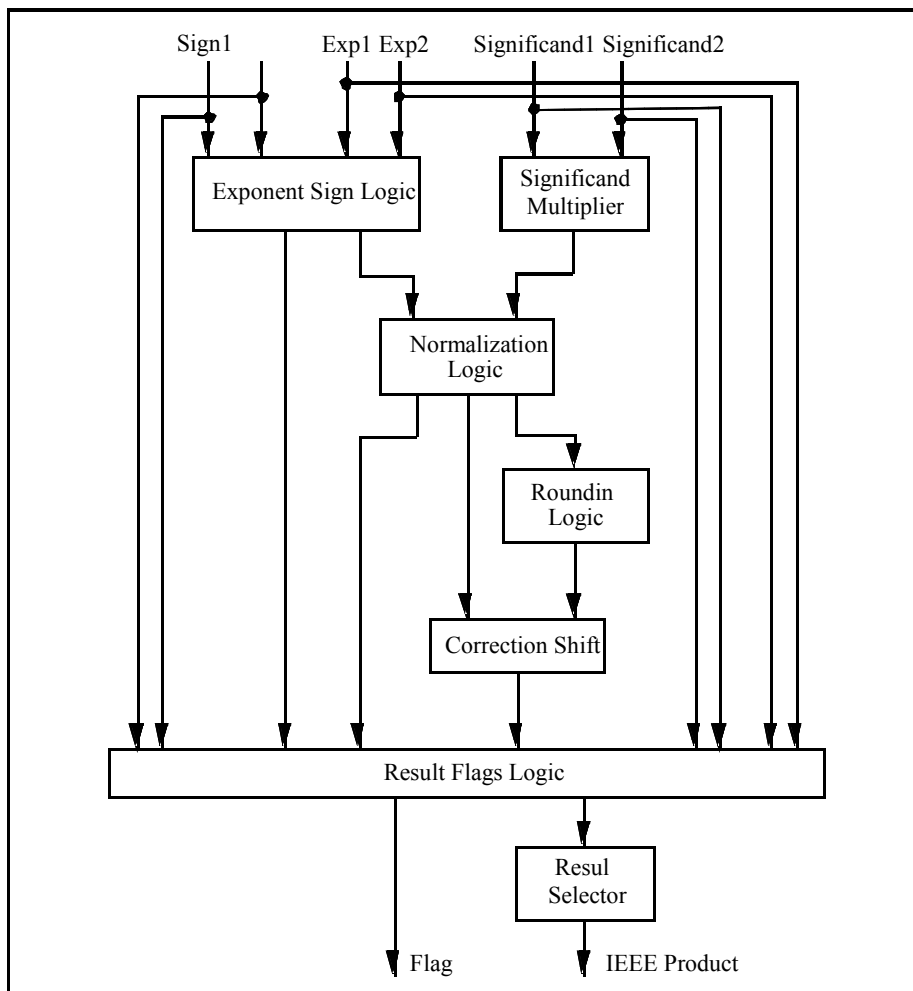 Sign1 Exp1 Exp2 Significand1 Significand2
Exponent Sign Logic
Significand
Multiplier
Normalization
Logic
Roundin
Logic
Correction Shift
Result Flags Logic
Resul
Selector
Flag
IEEE Product